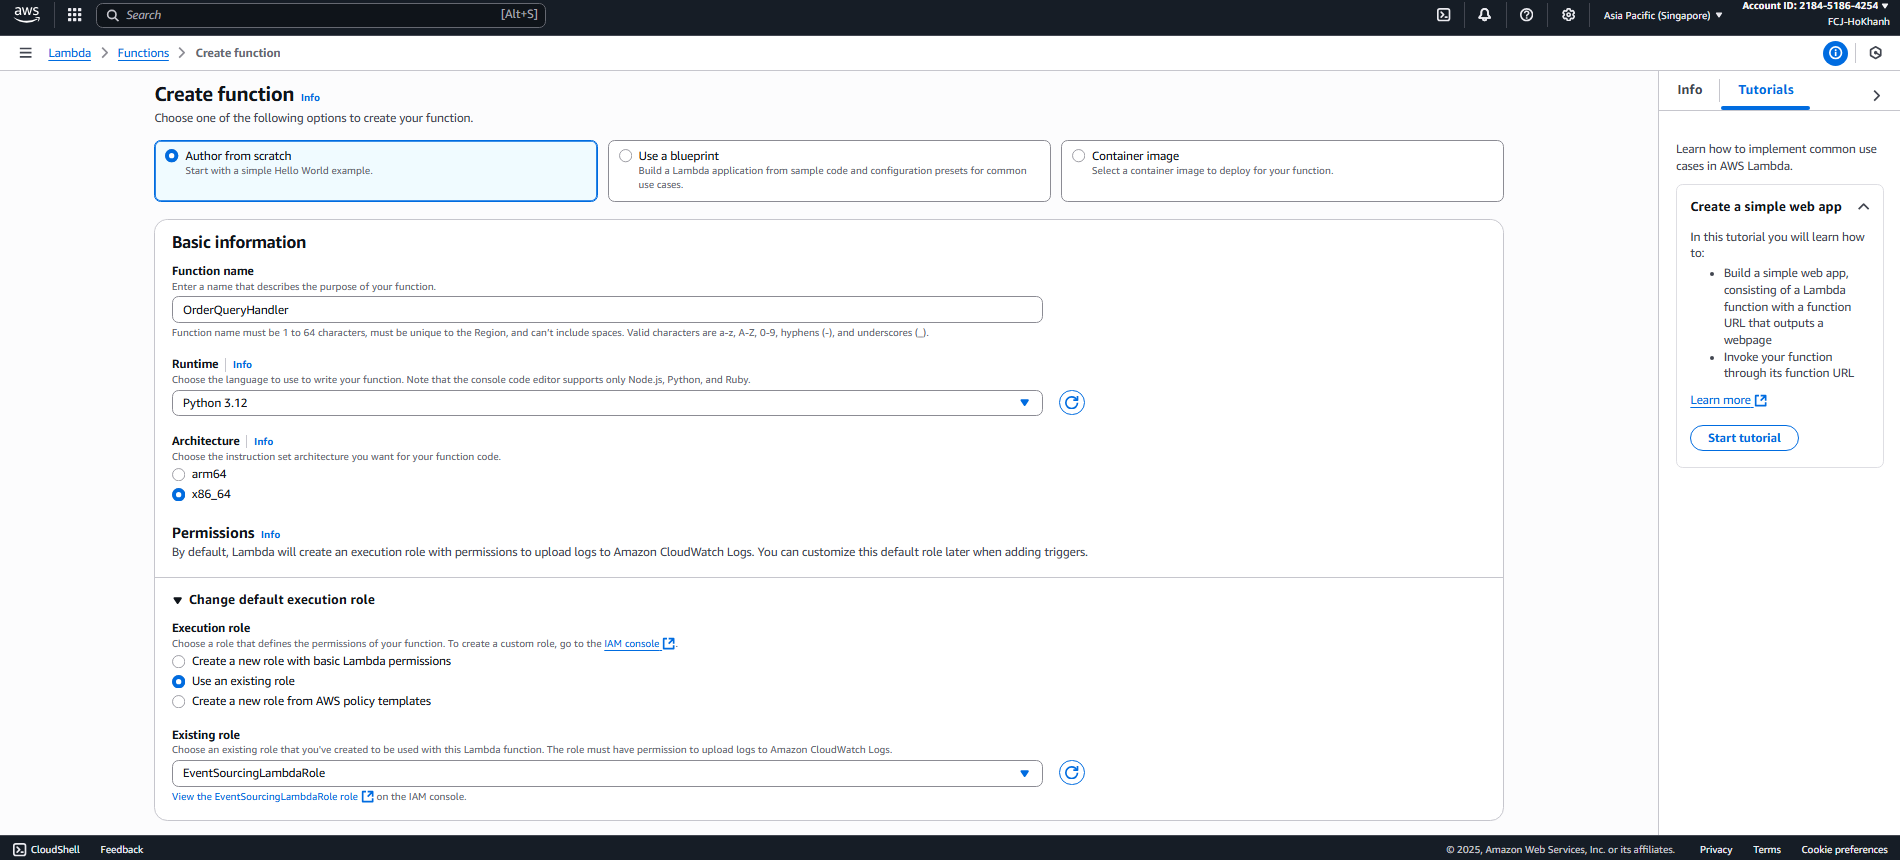 aws
Search
[Alt+S]
Asia Pacific (Singapore)
Account ID: 2184-5186-4254
FCJ-HoKhanh
Lambda
Functions
Create function
Info
Tutorials
Create function Info
Choose one of the following options to create your function.
Author from scratch
Start with a simple Hello World example.
Use a blueprint
Build a Lambda application from sample code and configuration presets for common
use cases.
Container image
Select a container image to deploy for your function.
Basic information
Function name
Enter a name that describes the purpose of your function.
OrderQueryHandler
Function name must be 1 to 64 characters, must be unique to the Region, and can't include spaces. Valid characters are a-z, A-Z, 0-9, hyphens (-), and underscores (_).
Runtime Info
Choose the language to use to write your function. Note that the console code editor supports only Node.js, Python, and Ruby.
Python 3.12
Architecture Info
Choose the instruction set architecture you want for your function code.
arm64
x86_64
Permissions Info
By default, Lambda will create an execution role with permissions to upload logs to Amazon CloudWatch Logs. You can customize this default role later when adding triggers.
Change default execution role
Execution role
Choose a role that defines the permissions of your function. To create a custom role, go to the IAM console.
Create a new role with basic Lambda permissions
Use an existing role
Create a new role from AWS policy templates
Existing role
Choose an existing role that you've created to be used with this Lambda function. The role must have permission to upload logs to Amazon CloudWatch Logs.
EventSourcingLambdaRole
View the EventSourcingLambdaRole role on the IAM console.
Learn how to implement common use
cases in AWS Lambda.
Create a simple web app
In this tutorial you will learn how
to:
• Build a simple web app,
consisting of a Lambda
function with a function
URL that outputs a
webpage
• Invoke your function
through its function URL
Learn more
Start tutorial
CloudShell
Feedback
© 2025, Amazon Web Services, Inc. or its affiliates.
Privacy
Terms
Cookie preferences